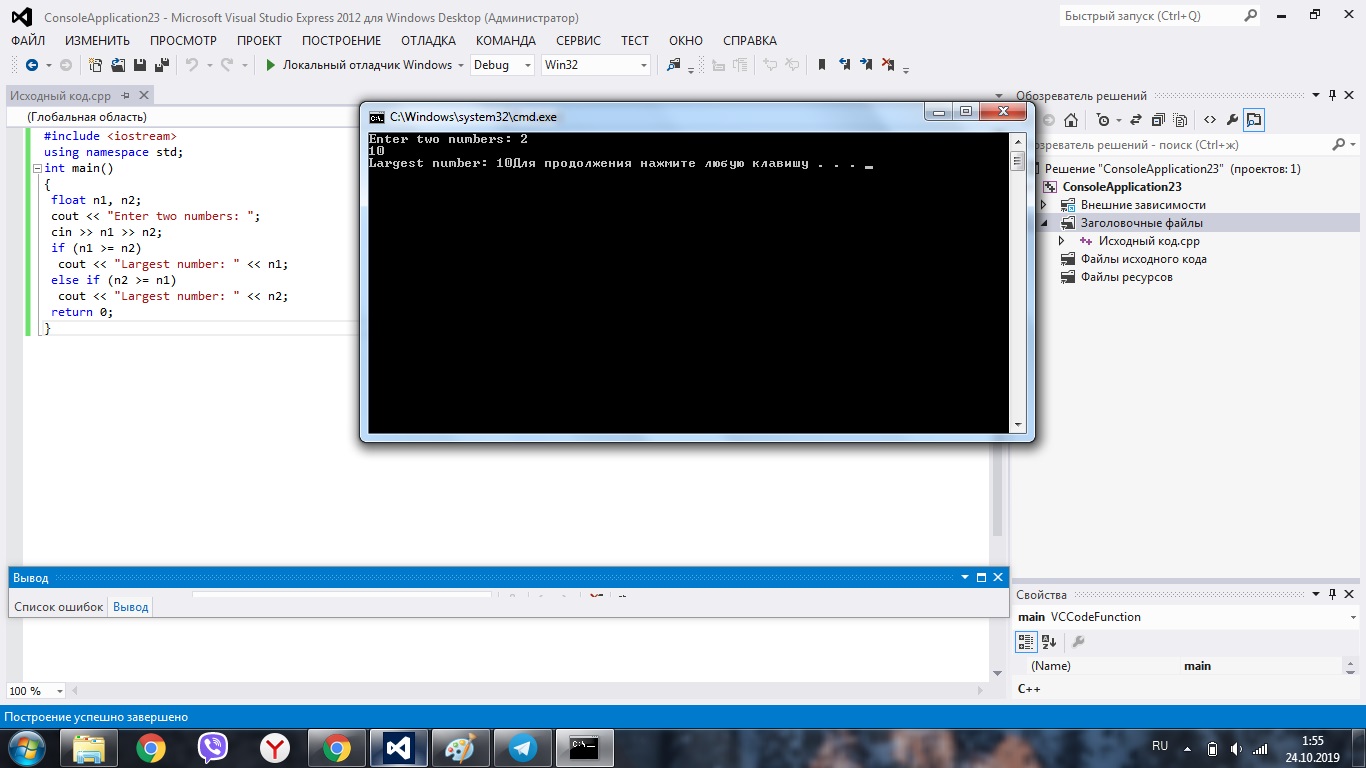 ConsoleApplication23 - Microsoft Visual Studio Express 2012 для Windows Desktop (Администратор)
Быстрый запуск (Ctrl+Q)
ФАЙЛ ИЗМЕНИТЬ ПРОСМОТР ПРОЕКТ ПОСТРОЕНИЕ ОТЛАДКА КОМАНДА СЕРВИС ТЕСТ ОКНО СПРАВКА
Локальный отладчик Windows Debug Win32
Исходный код.cpp
(Глобальная область)
#include <iostream>
using namespace std;
int main()
{
float n1, n2;
cout << "Enter two numbers: ";
cin >> n1 >> n2;
if (n1 >= n2)
cout << "Largest number: " << n1;
else if (n2 >= n1)
cout << "Largest number: " << n2;
return 0;
}
C:\Windows\system32\cmd.exe
Enter two numbers: 2
10
Largest number: 10Для продолжения нажмите любую клавишу . . . _
Обозреватель решений
озреватель решений - поиск (Ctrl+ж)
Решение "ConsoleApplication23" (проектов: 1)
ConsoleApplication23
Внешние зависимости
Заголовочные файлы
Исходный код.cpp
Файлы исходного кода
Файлы ресурсов
Вывод
Список ошибок Вывод
Свойства
main VCCodeFunction
(Name) main
C++
100 %
Построение успешно завершено
RU
1:55
24.10.2019